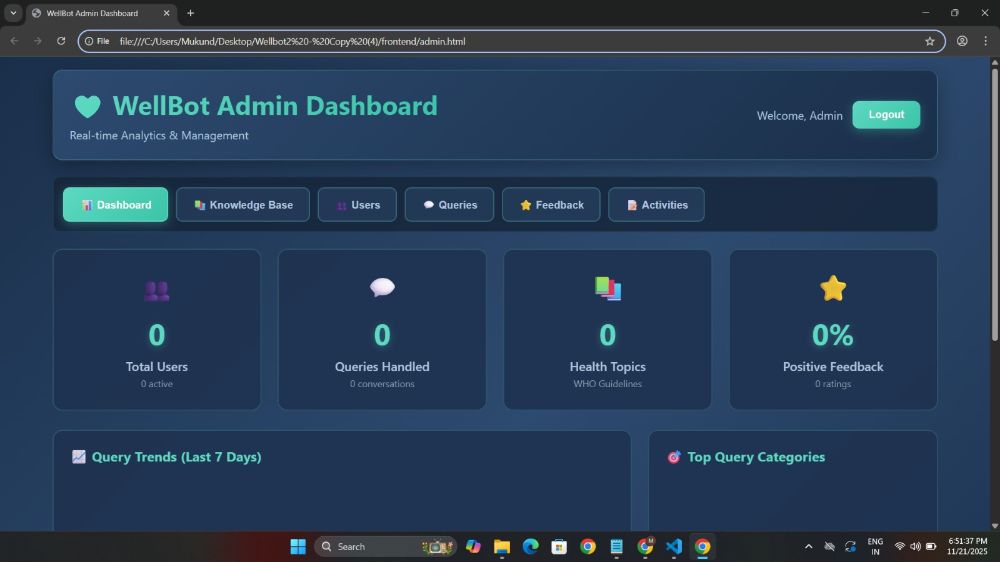 WellBot Admin Dashboard
File
file:///C:/Users/Mukund/Desktop/Wellbot2%20-%20Copy%20(4)/frontend/admin.html
WellBot Admin Dashboard
Real-time Analytics & Management
Welcome, Admin
Logout
Dashboard
Knowledge Base
Users
Queries
Feedback
Activities
0
Total Users
0 active
0
Queries Handled
0 conversations
0
Health Topics
WHO Guidelines
0%
Positive Feedback
0 ratings
Query Trends (Last 7 Days)
Top Query Categories
Search
M
ENG
IN
6:51:37 PM
11/21/2025